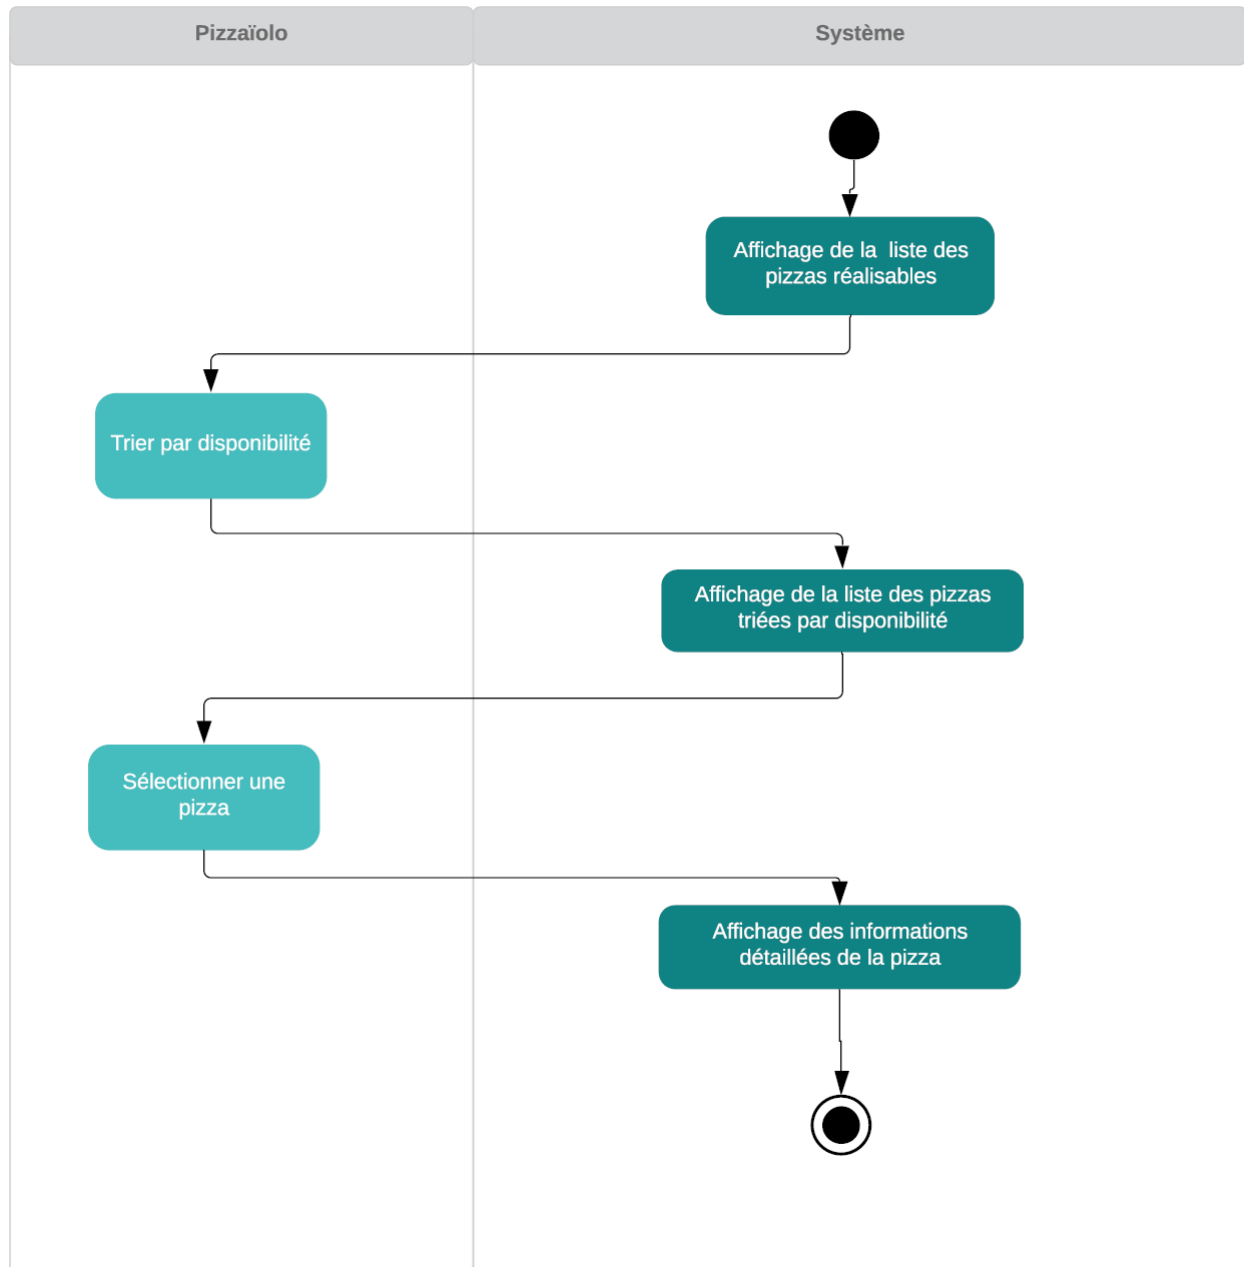 Pizzaïolo
Système
Affichage de la liste des
pizzas réalisables
Trier par disponibilité
Affichage de la liste des pizzas
triées par disponibilité
Sélectionner une
pizza
Affichage des informations
détaillées de la pizza